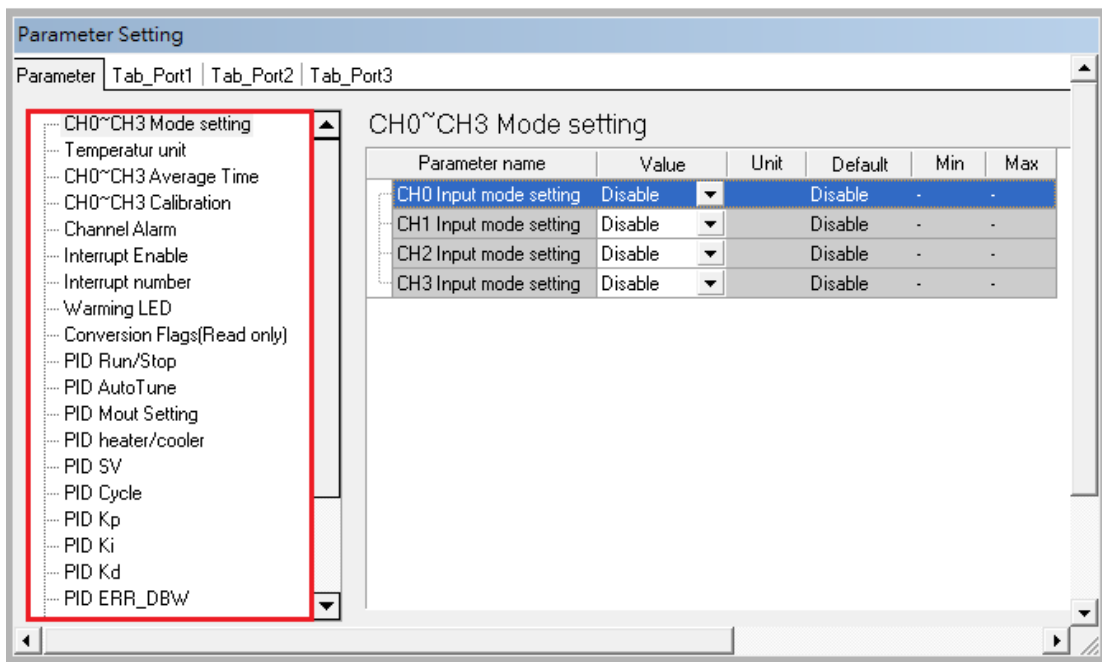 Parameter Setting
Parameter Tab_Port1 Tab_Port2 Tab_Port3
CH0~CH3 Mode setting
Temperatur unit
CH0~CH3 Average Time
CH0~CH3 Calibration
Channel Alarm
Interrupt Enable
Interrupt number
Warming LED
Conversion Flags(Read only)
PID Run/Stop
PID AutoTune
PID Mout Setting
PID heater/cooler
PID SV
PID Cycle
PID Kp
PID Ki
PID Kd
PID ERR_DBW
CH0~CH3 Mode setting
Parameter name Value Unit Default Min Max
CH0 Input mode setting Disable Disable - -
CH1 Input mode setting Disable Disable - -
CH2 Input mode setting Disable Disable - -
CH3 Input mode setting Disable Disable - -